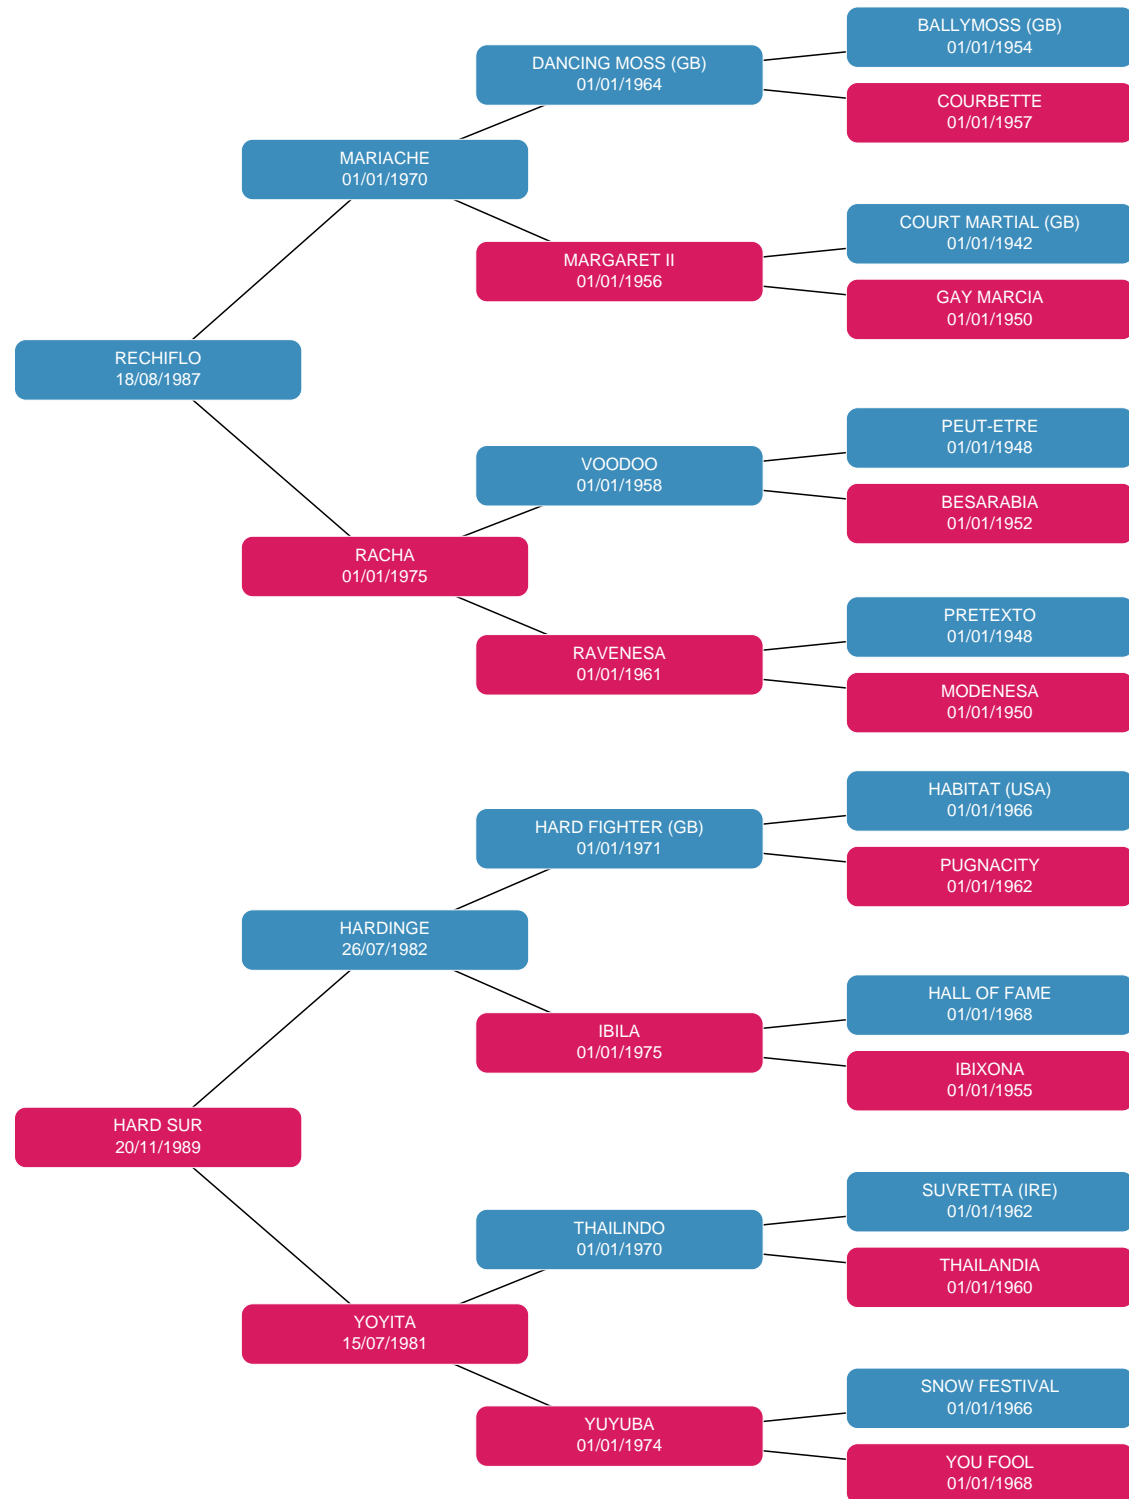 BALLYMOSS (GB)
01/01/1954
DANCING MOSS (GB)
01/01/1964
COURBETTE
01/01/1957
MARIACHE
01/01/1970
COURT MARTIAL (GB)
01/01/1942
MARGARET II
01/01/1956
GAY MARCIA
01/01/1950
RECHIFLO
18/08/1987
PEUT-ETRE
01/01/1948
VOODOO
01/01/1958
BESARABIA
01/01/1952
RACHA
01/01/1975
PRETEXTO
01/01/1948
RAVENESA
01/01/1961
MODENESA
01/01/1950
HABITAT (USA)
01/01/1966
HARD FIGHTER (GB)
01/01/1971
PUGNACITY
01/01/1962
HARDINGE
26/07/1982
HALL OF FAME
01/01/1968
IBILA
01/01/1975
IBIXONA
01/01/1955
HARD SUR
20/11/1989
SUVRETTA (IRE)
01/01/1962
THAILINDO
01/01/1970
THAILANDIA
01/01/1960
YOYITA
15/07/1981
SNOW FESTIVAL
01/01/1966
YUYUBA
01/01/1974
YOU FOOL
01/01/1968